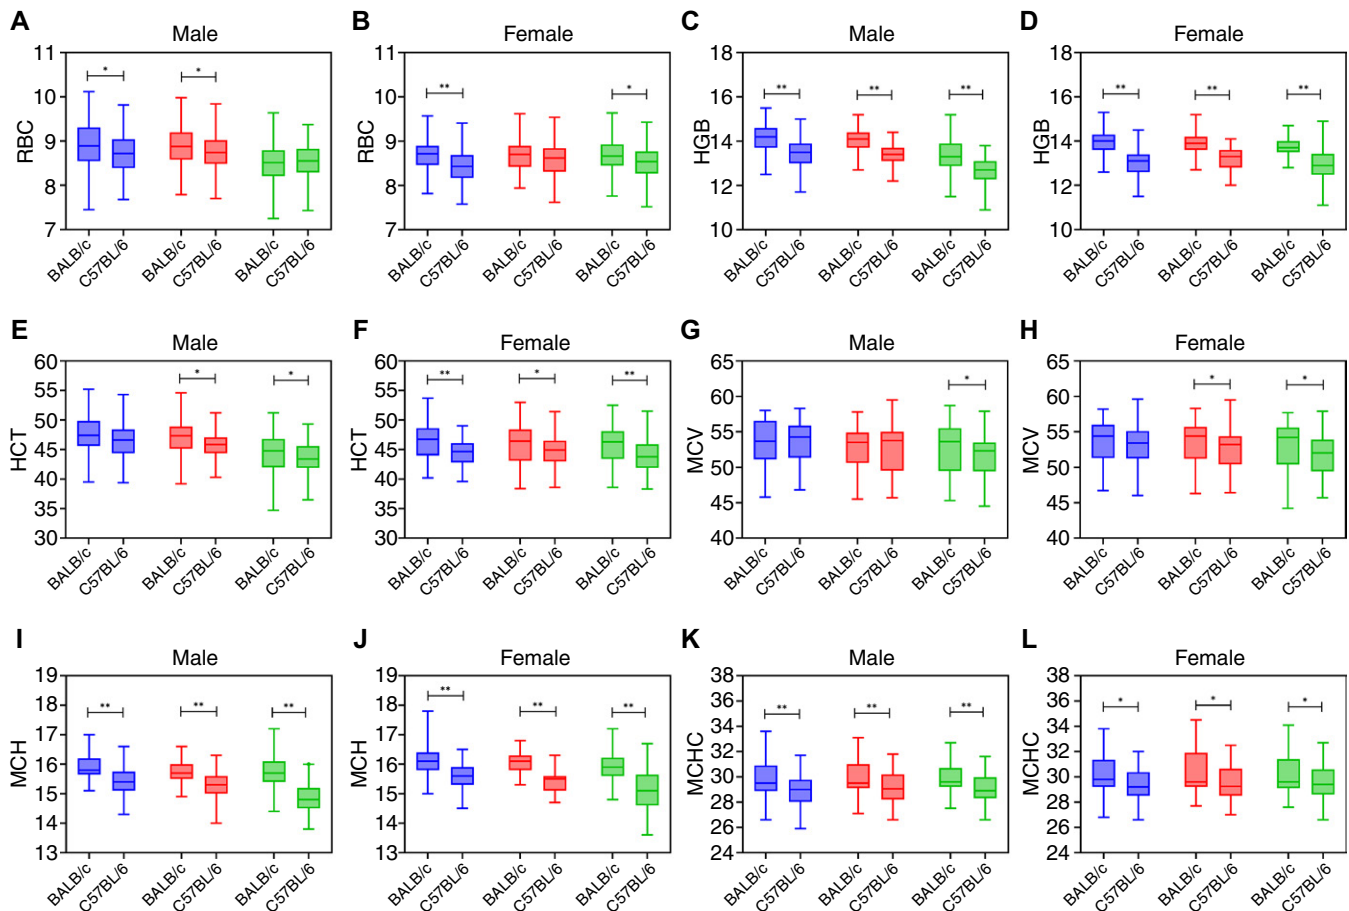 A Male B Female C Male D Female
RBC
11
10
9
8
7
* *
BALB/c C57BL/6 BALB/c C57BL/6 BALB/c C57BL/6
RBC
11
10
9
8
7
** *
BALB/c C57BL/6 BALB/c C57BL/6 BALB/c C57BL/6
HGB
18
16
14
12
10
** ** **
BALB/c C57BL/6 BALB/c C57BL/6 BALB/c C57BL/6
HGB
18
16
14
12
10
** ** **
BALB/c C57BL/6 BALB/c C57BL/6 BALB/c C57BL/6
E Male F Female G Male H Female
HCT
60
55
50
45
40
35
30
* *
BALB/c C57BL/6 BALB/c C57BL/6 BALB/c C57BL/6
HCT
60
55
50
45
40
35
30
** * **
BALB/c C57BL/6 BALB/c C57BL/6 BALB/c C57BL/6
MCV
65
60
55
50
45
40
*
BALB/c C57BL/6 BALB/c C57BL/6 BALB/c C57BL/6
MCV
65
60
55
50
45
40
* *
BALB/c C57BL/6 BALB/c C57BL/6 BALB/c C57BL/6
I Male J Female K Male L Female
MCH
19
18
17
16
15
14
13
** ** **
BALB/c C57BL/6 BALB/c C57BL/6 BALB/c C57BL/6
MCH
19
18
17
16
15
14
13
** ** **
BALB/c C57BL/6 BALB/c C57BL/6 BALB/c C57BL/6
MCHC
38
36
34
32
30
28
26
24
** ** **
BALB/c C57BL/6 BALB/c C57BL/6 BALB/c C57BL/6
MCHC
38
36
34
32
30
28
26
24
* * *
BALB/c C57BL/6 BALB/c C57BL/6 BALB/c C57BL/6